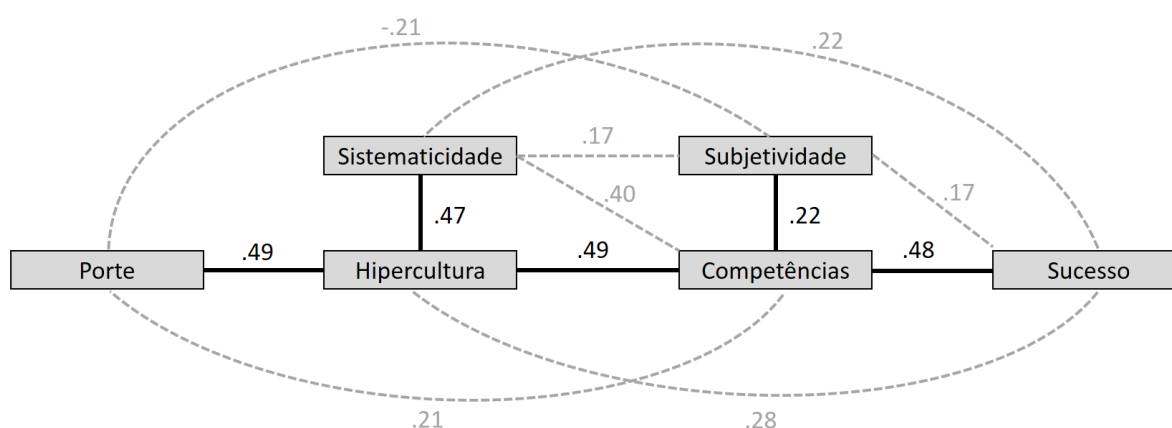 -.21
.22
Sistematicidade
.17
Subjetividade
.17
.40
.47
.22
.49
.49
.48
Porte
Hipercultura
Competências
Sucesso
.21
.28